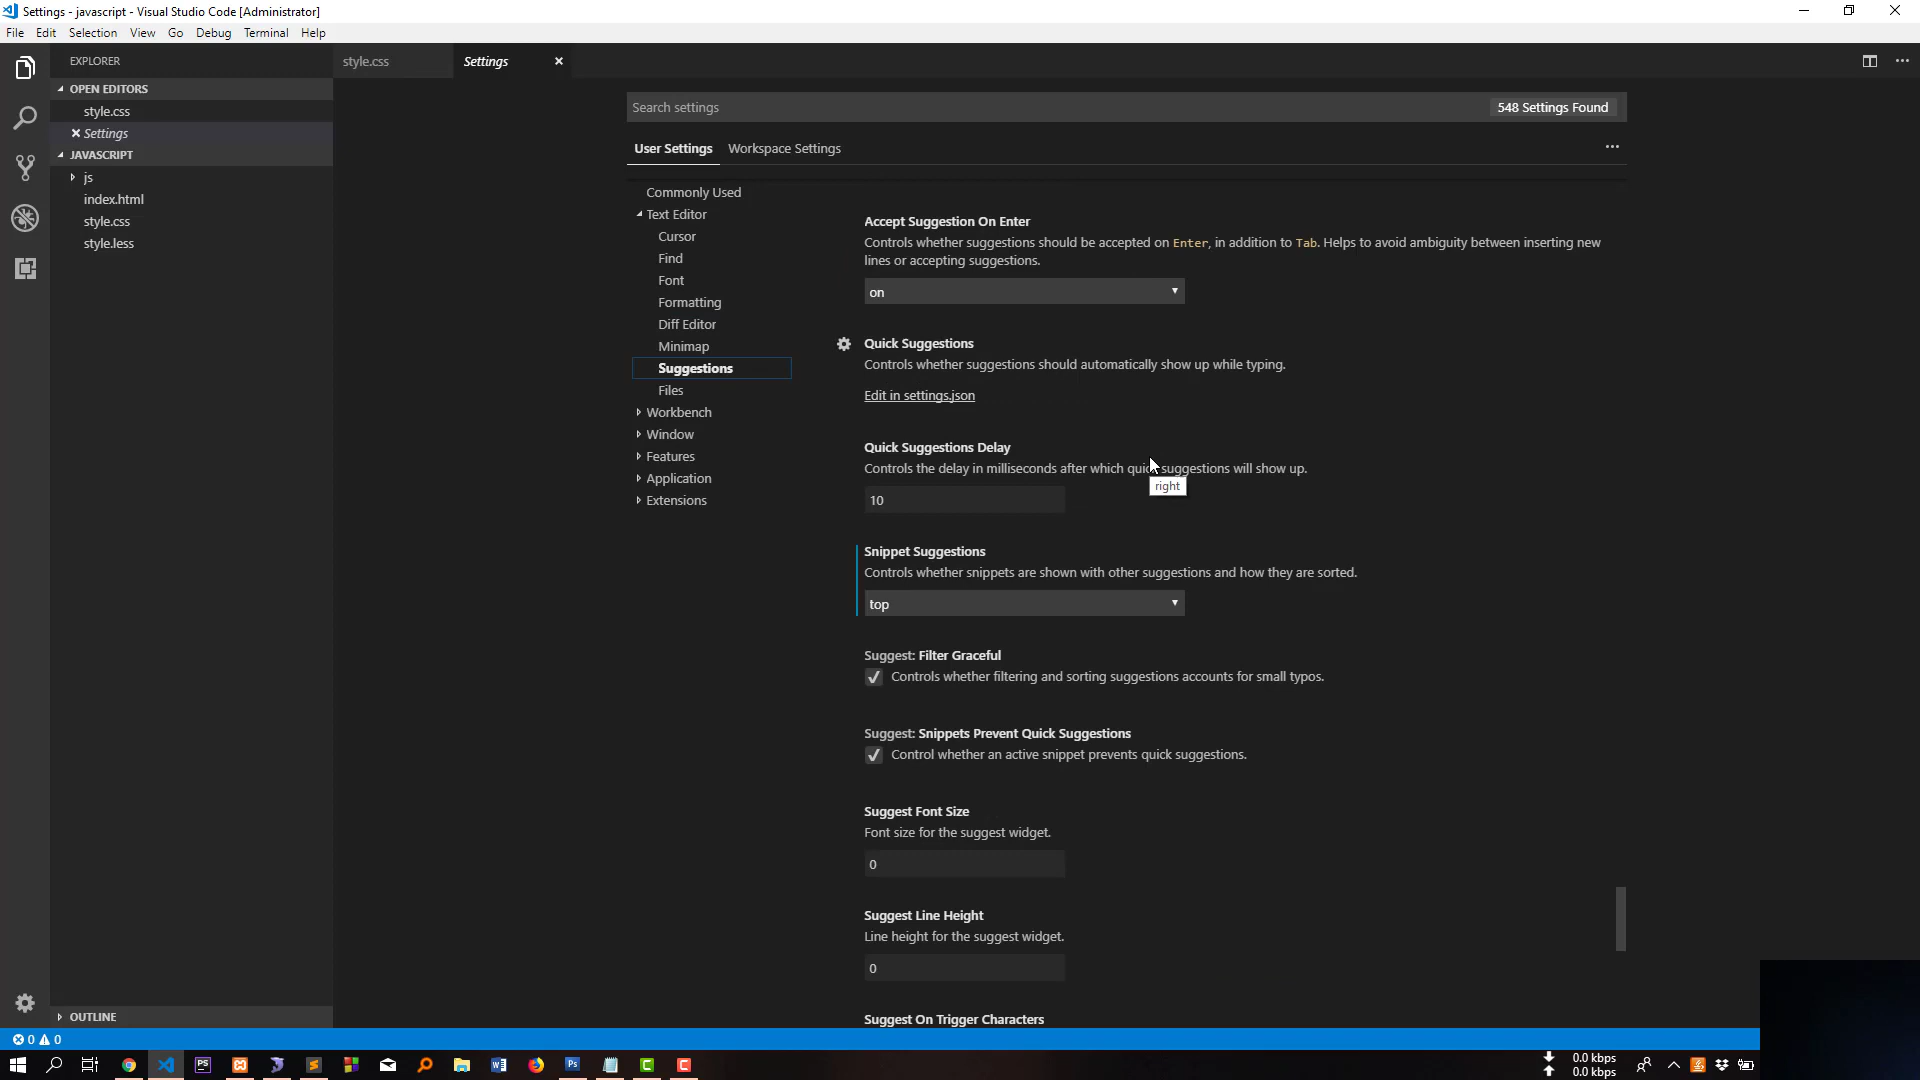 Settings - javascript - Visual Studio Code [Administrator]
File Edit Selection View Go Debug Terminal Help
EXPLORER
OPEN EDITORS
style.css
Settings
JAVASCRIPT
js
index.html
style.css
style.less
OUTLINE
style.css
Settings
Search settings
548 Settings Found
User Settings
Workspace Settings
Commonly Used
Text Editor
Cursor
Find
Font
Formatting
Diff Editor
Minimap
Suggestions
Files
Workbench
Window
Features
Application
Extensions
Accept Suggestion On Enter
Controls whether suggestions should be accepted on Enter, in addition to Tab. Helps to avoid ambiguity between inserting new
lines or accepting suggestions.
on
Quick Suggestions
Controls whether suggestions should automatically show up while typing.
Edit in settings.json
Quick Suggestions Delay
Controls the delay in milliseconds after which quick suggestions will show up.
right
10
Snippet Suggestions
Controls whether snippets are shown with other suggestions and how they are sorted.
top
Suggest: Filter Graceful
Controls whether filtering and sorting suggestions accounts for small typos.
Suggest: Snippets Prevent Quick Suggestions
Control whether an active snippet prevents quick suggestions.
Suggest Font Size
Font size for the suggest widget.
0
Suggest Line Height
Line height for the suggest widget.
0
Suggest On Trigger Characters
0 0
PS
W
Ps
C
C
0.0 kbps
0.0 kbps